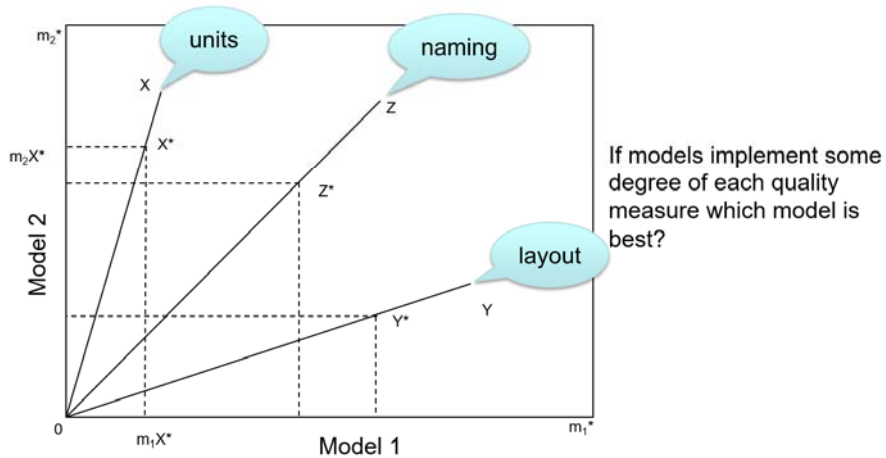 m₂*
units
naming
X
Z
X*
m₂X*
Z*
If models implement some
degree of each quality
measure which model is
best?
Model 2
layout
Y
Y*
0
m₁X*
Model 1
m₁*